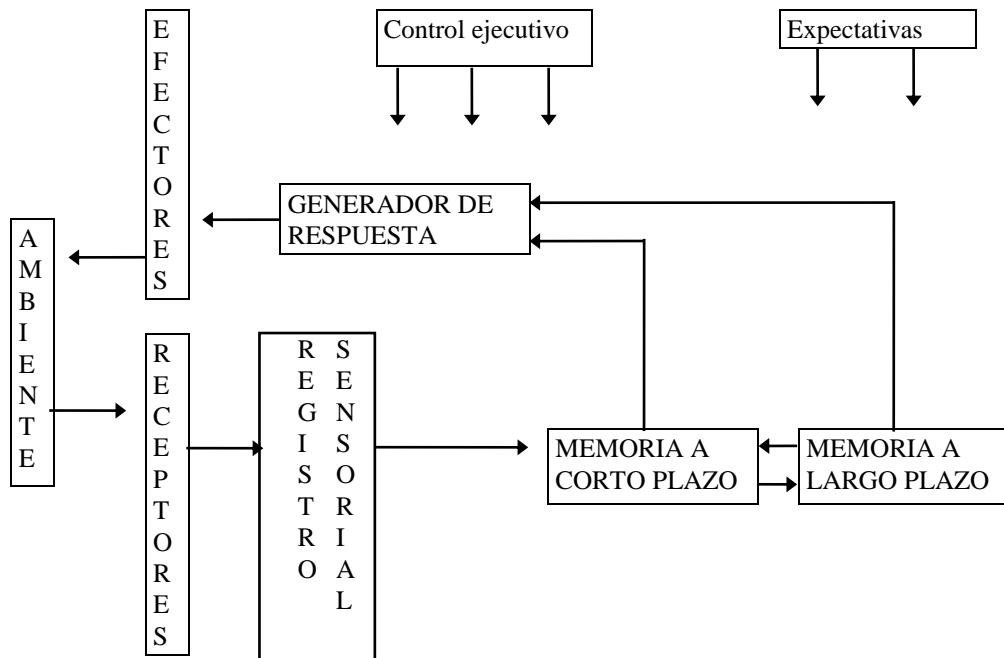 Control ejecutivo
Expectativas
EFECTORES
GENERADOR DE
RESPUESTA
AMBIENTE
RECEPTORES
REGISTRO
SENSORIAL
MEMORIA A
CORTO PLAZO
MEMORIA A
LARGO PLAZO